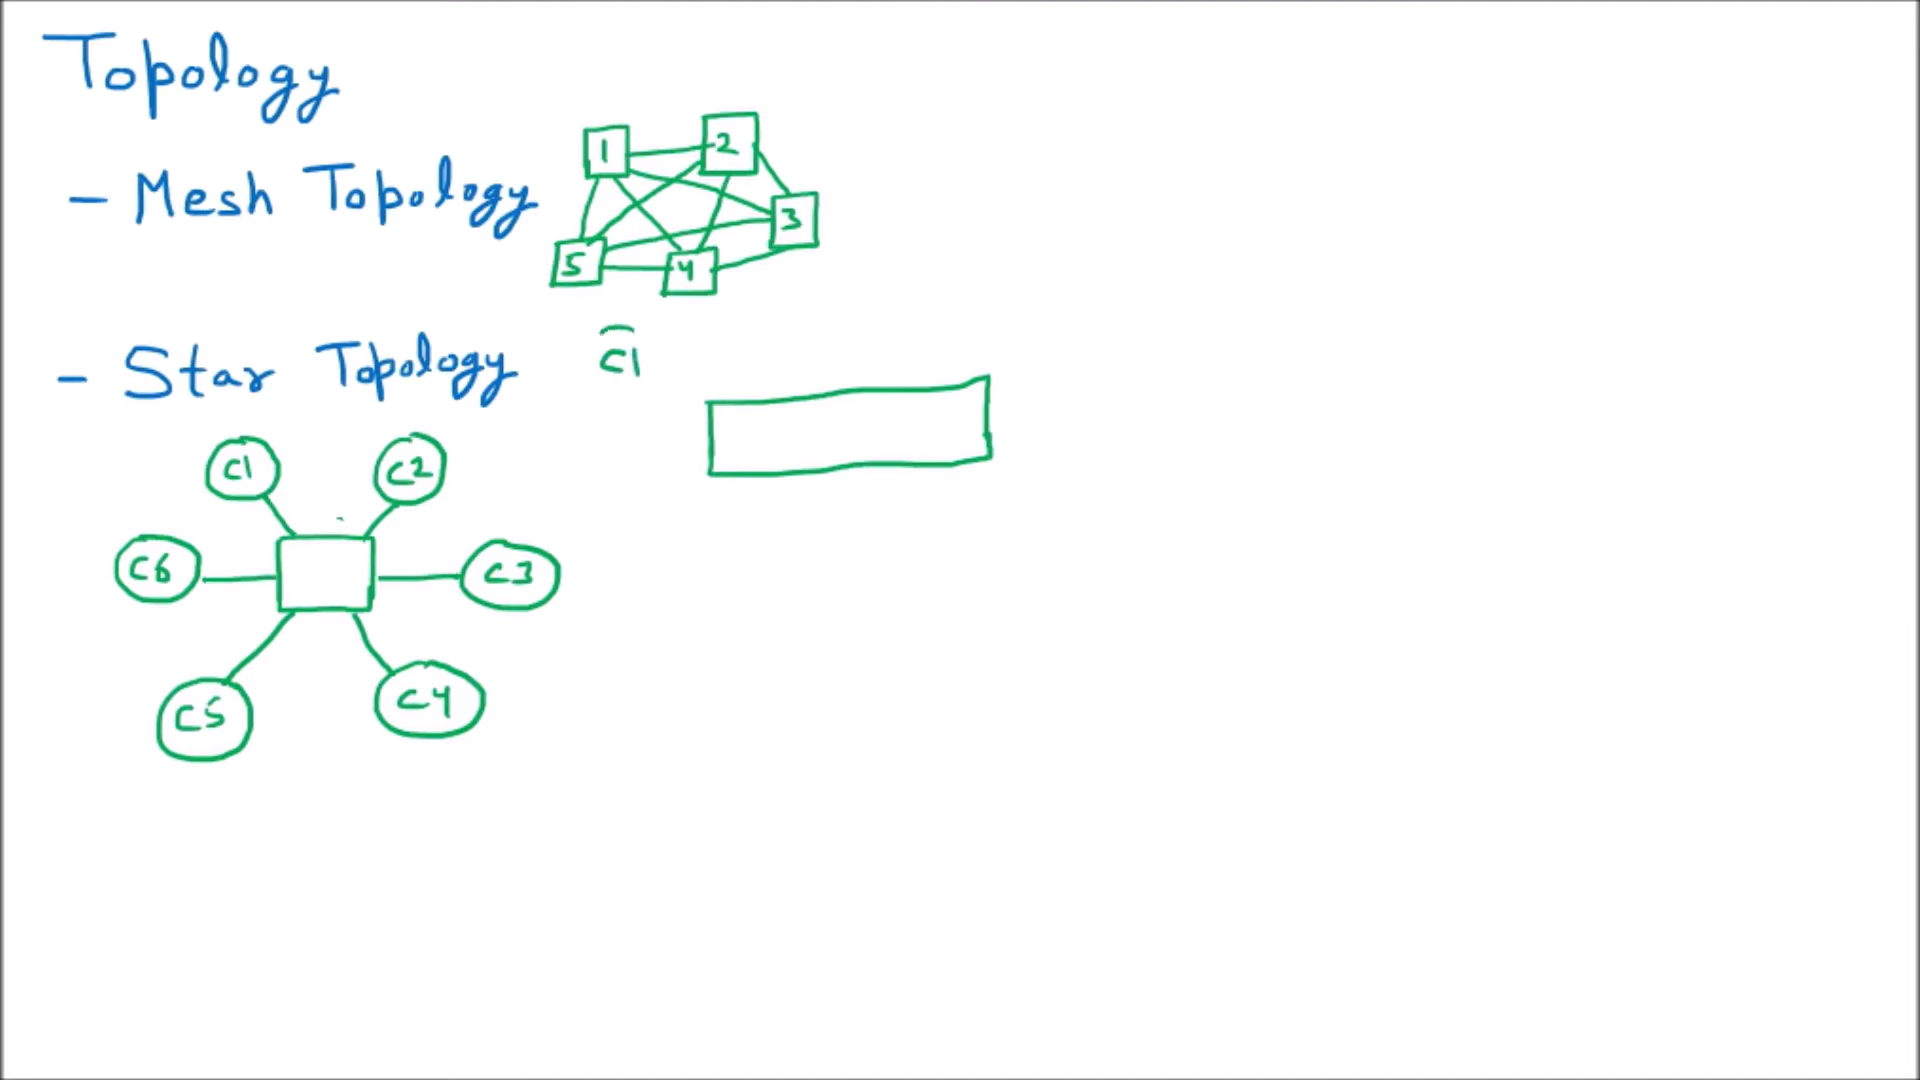 Topology
- Mesh Topology
1 2
3
5 4
- Star Topology
C1
C1 C2
C6 C3
C5 C4